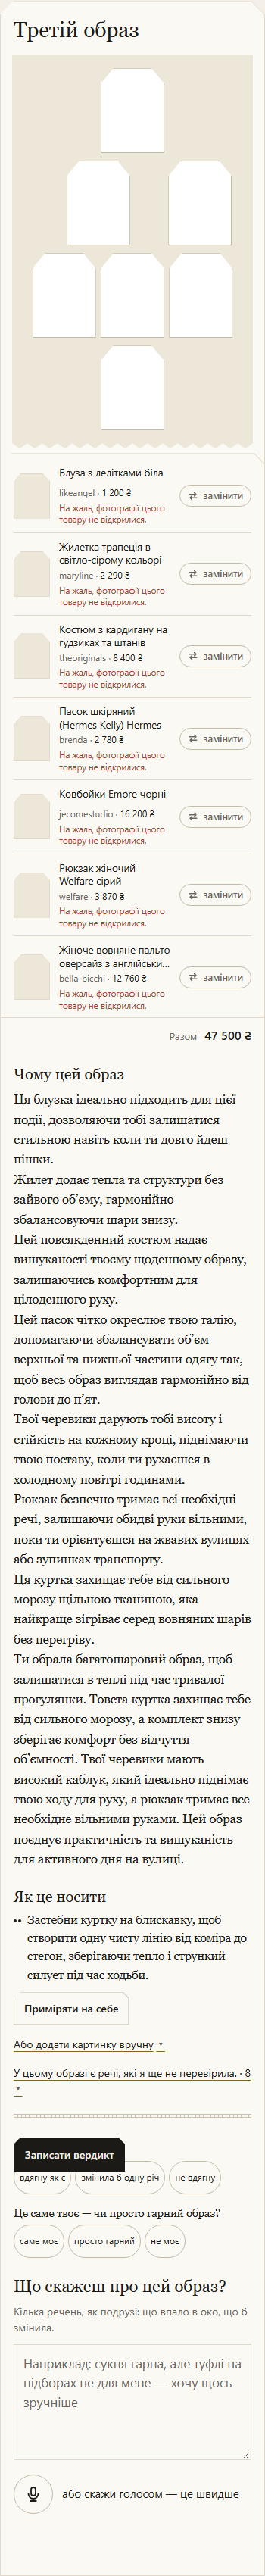 Третій образ
Блуза з лелітками біла
likeangel · 1 200 ₴
На жаль, фотографії цього
товару не відкрилися.
замінити
Жилетка трапеція в
світло-сірому кольорі
maryline · 2 290 ₴
На жаль, фотографії цього
товару не відкрилися.
замінити
Костюм з кардигану на
гудзиках та штанів
theoriginals · 8 400 ₴
На жаль, фотографії цього
товару не відкрилися.
замінити
Пасок шкіряний
(Hermes Kelly) Hermes
brenda · 2 780 ₴
На жаль, фотографії цього
товару не відкрилися.
замінити
Ковбойки Emore чорні
jecomestudio · 16 200 ₴
На жаль, фотографії цього
товару не відкрилися.
замінити
Рюкзак жіночий
Welfare сірий
welfare · 3 870 ₴
На жаль, фотографії цього
товару не відкрилися.
замінити
Жіноче вовняне пальто
оверсайз з англійськи...
bella-bicchi · 12 760 ₴
На жаль, фотографії цього
товару не відкрилися.
замінити
Разом 47 500 ₴
Чому цей образ
Ця блузка ідеально підходить для цієї
події, дозволяючи тобі залишатися
стильною навіть коли ти довго йдеш
пішки.
Жилет додає тепла та структури без
зайвого об’єму, гармонійно
збалансовуючи шари знизу.
Цей повсякденний костюм надає
вишуканості твоєму щоденному образу,
залишаючись комфортним для
цілоденного руху.
Цей пасок чітко окреслює твою талію,
допомагаючи збалансувати об’єм
верхньої та нижньої частини одягу так,
щоб весь образ виглядав гармонійно від
голови до п’ят.
Твої черевики дарують тобі висоту і
стійкість на кожному кроці, піднімаючи
твою поставу, коли ти рухаєшся в
холодному повітрі годинами.
Рюкзак безпечно тримає всі необхідні
речі, залишаючи обидві руки вільними,
поки ти орієнтуєшся на жвавих вулицях
або зупинках транспорту.
Ця куртка захищає тебе від сильного
морозу щільною тканиною, яка
найкраще зігріває серед вовняних шарів
без перегріву.
Ти обрала багатошаровий образ, щоб
залишатися в теплі під час тривалої
прогулянки. Товста куртка захищає тебе
від сильного морозу, а комплект знизу
зберігає комфорт без відчуття
об’ємності. Твої черевики мають
високий каблук, який ідеально піднімає
твою ходу для руху, а рюкзак тримає все
необхідне вільними руками. Цей образ
поєднує практичність та вишуканість
для активного дня на вулиці.
Як це носити
•• Застебни куртку на блискавку, щоб
створити одну чисту лінію від коміра до
стегон, зберігаючи тепло і стрункий
силует під час ходьби.
Приміряти на себе
Або додати картинку вручну ▾
У цьому образі є речі, які я ще не перевірила. · 8
▾
Записати вердикт
вдягну як є
змінила б одну річ
не вдягну
Це саме твоє — чи просто гарний образ?
саме моє
просто гарний
не моє
Що скажеш про цей образ?
Кілька речень, як подрузі: що впало в око, що б
змінила.
Наприклад: сукня гарна, але туфлі на
підборах не для мене — хочу щось
зручніше
або скажи голосом — це швидше